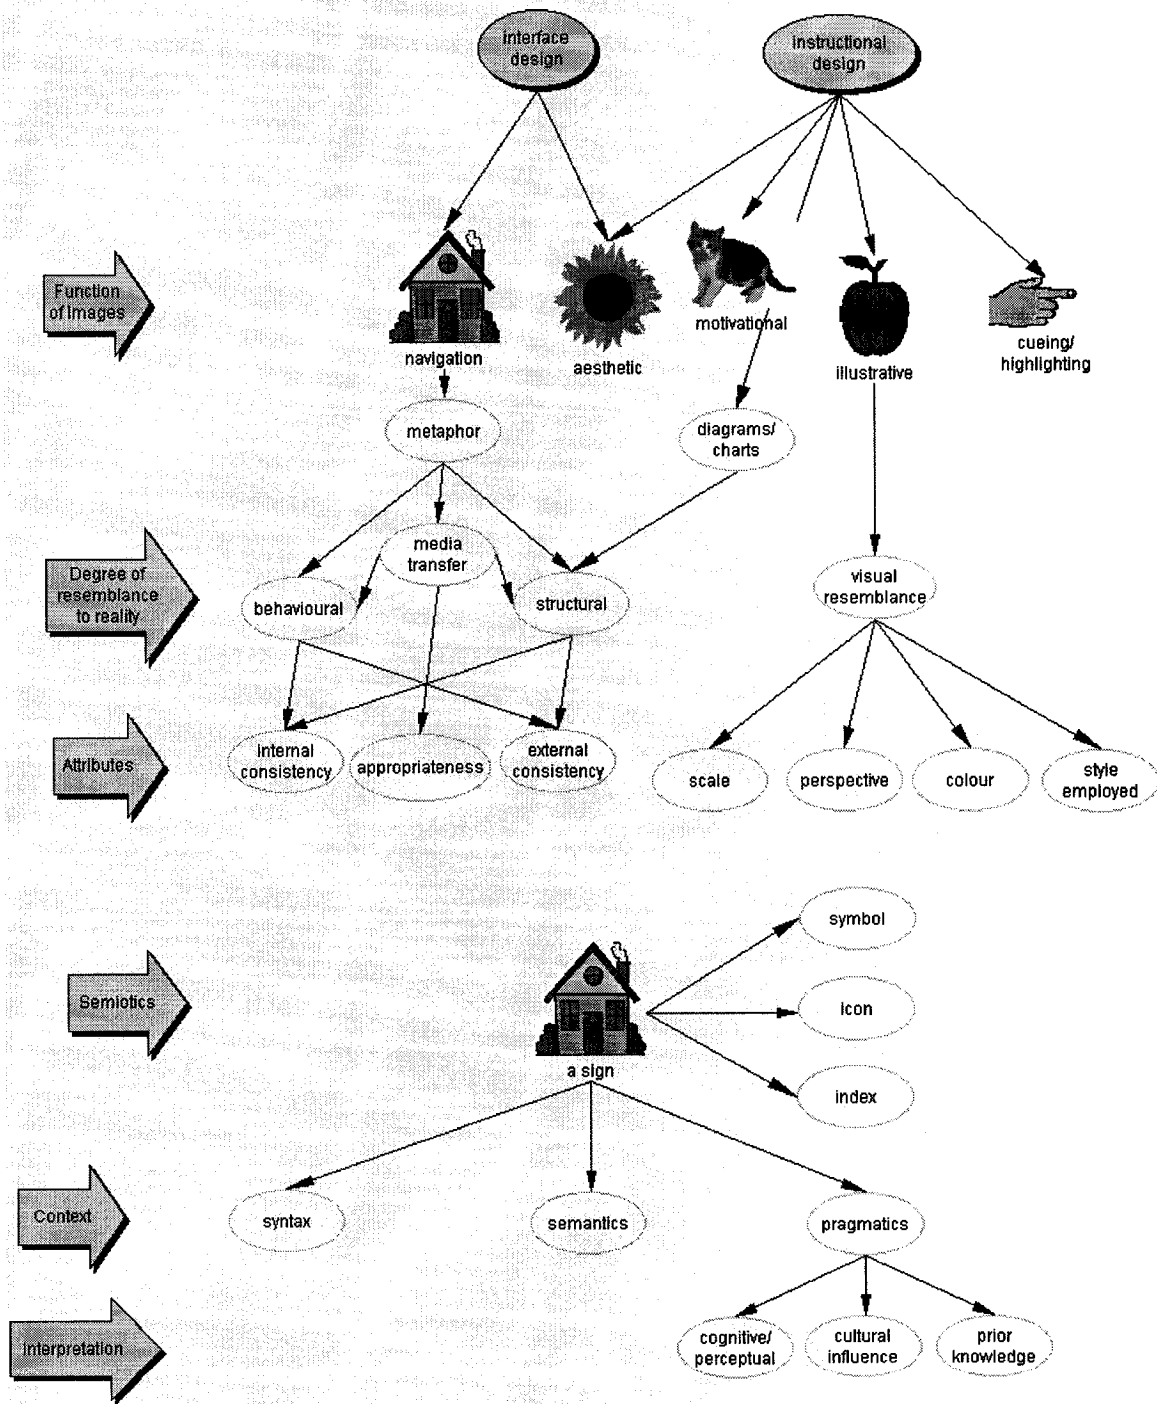 interface
design
instructional
design
Function
of Images
navigation
aesthetic
motivational
illustrative
cueing/
highlighting
metaphor
diagrams/
charts
Degree of
resemblance
to reality
media
transfer
behavioural
structural
visual
resemblance
Attributes
internal
consistency
appropriateness
external
consistency
scale
perspective
colour
style
employed
Semiotics
a sign
symbol
icon
index
Context
syntax
semantics
pragmatics
Interpretation
cognitive/
perceptual
cultural
influence
prior
knowledge